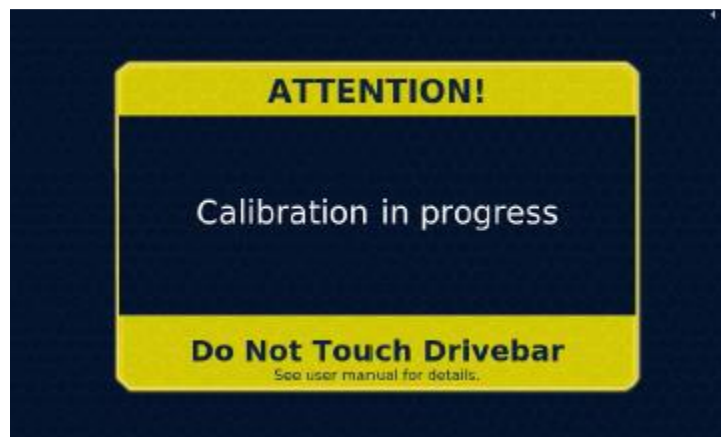 ATTENTION!
Calibration in progress
Do Not Touch Drivebar
See user manual for details.